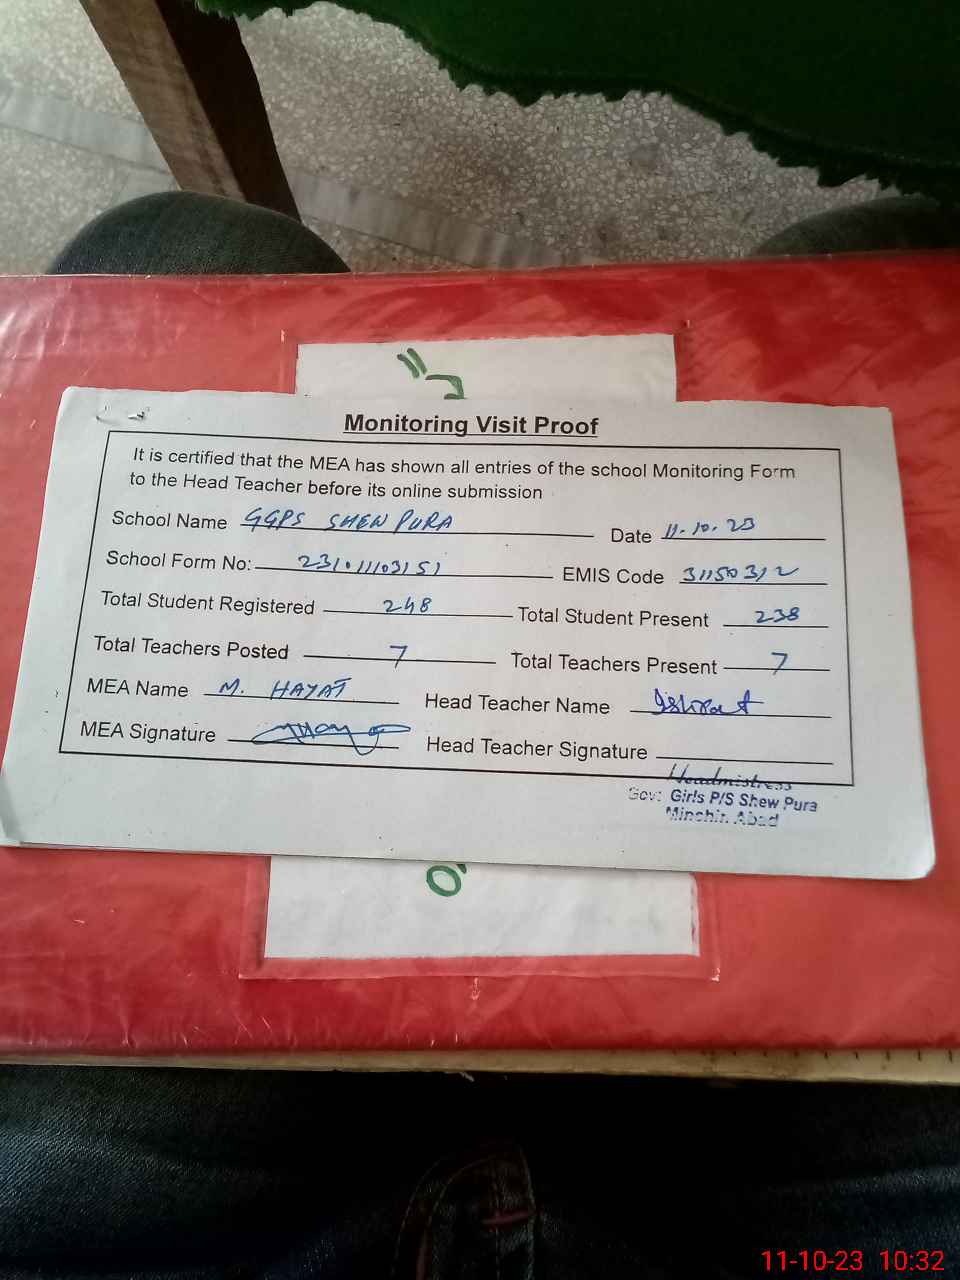 Monitoring Visit Proof
It is certified that the MEA has shown all entries of the school Monitoring Form
to the Head Teacher before its online submission
School Name GGPS SHEW PURA Date 11.10.23
School Form No: 231011103151 EMIS Code 31150312
Total Student Registered 248 Total Student Present 238
Total Teachers Posted 7 Total Teachers Present 7
MEA Name M. HAYAT Head Teacher Name Ishrat
MEA Signature Head Teacher Signature
Headmistress
Gov: Girls P/S Shew Pura
Minchin Abad
11-10-23 10:32